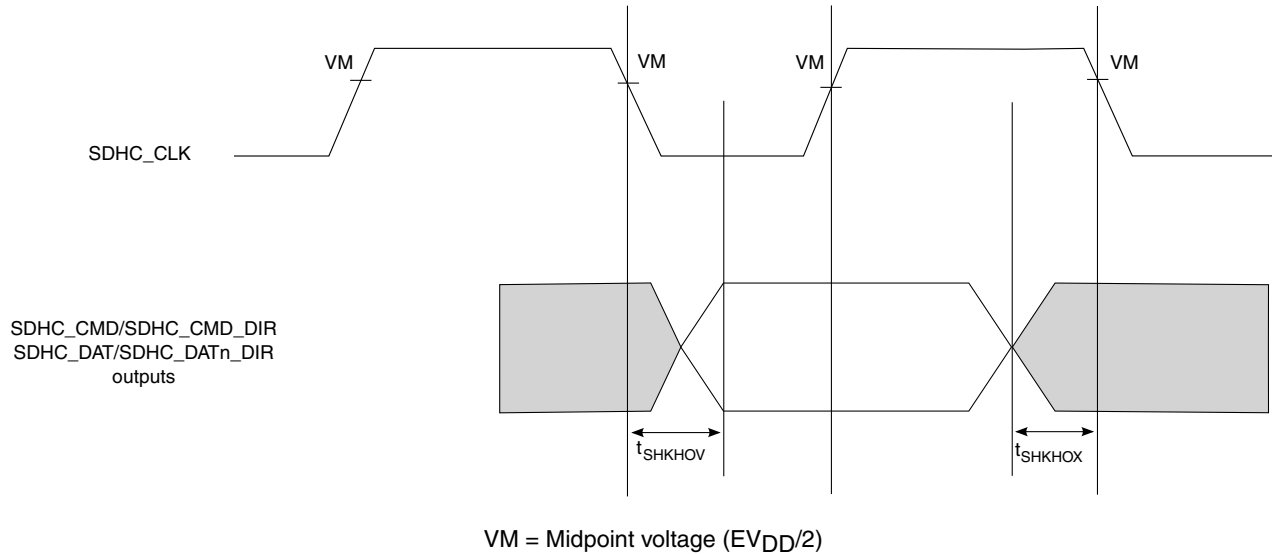 VM
VM
VM
VM
SDHC_CLK
SDHC_CMD/SDHC_CMD_DIR
SDHC_DAT/SDHC_DATn_DIR
outputs
tSHKHOV
tSHKHOX
VM = Midpoint voltage (EVDD/2)